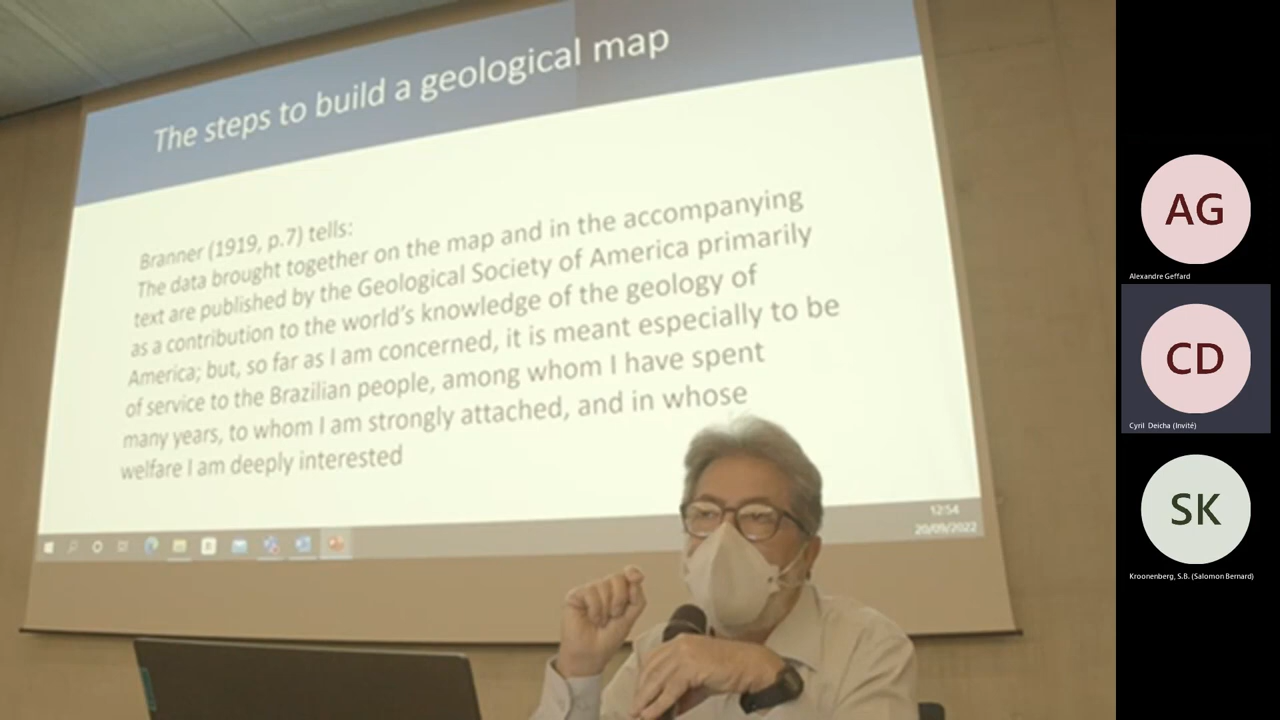 The steps to build a geological map
Branner (1919, p.7) tells:
The data brought together on the map and in the accompanying
text are published by the Geological Society of America primarily
as a contribution to the world's knowledge of the geology of
America; but, so far as I am concerned, it is meant especially to be
of service to the Brazilian people, among whom I have spent
many years, to whom I am strongly attached, and in whose
welfare I am deeply interested
12:54
20/09/2022
AG
Alexandre Geffard
CD
Cyril Deicha (Invité)
SK
Kroonenberg, S.B. (Salomon Bernard)